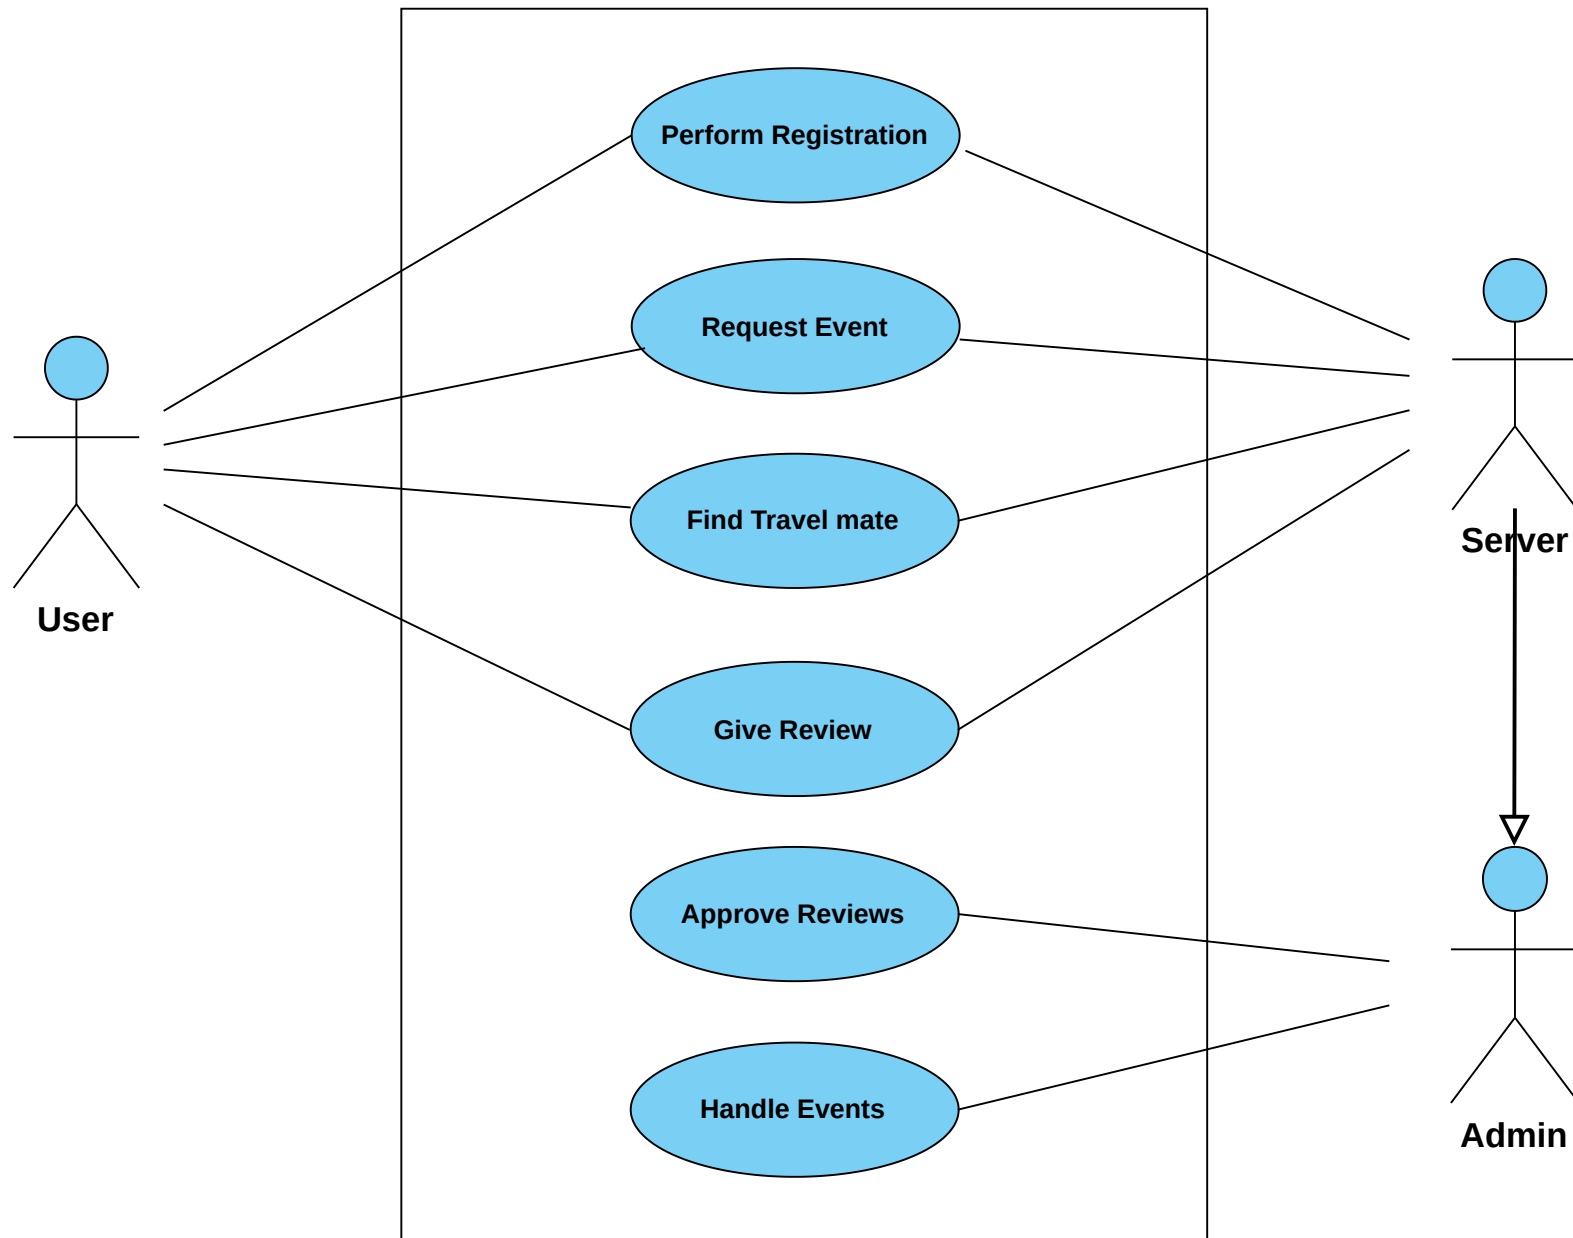 Perform Registration
Request Event
Find Travel mate
Server
User
Give Review
Approve Reviews
Handle Events
Admin